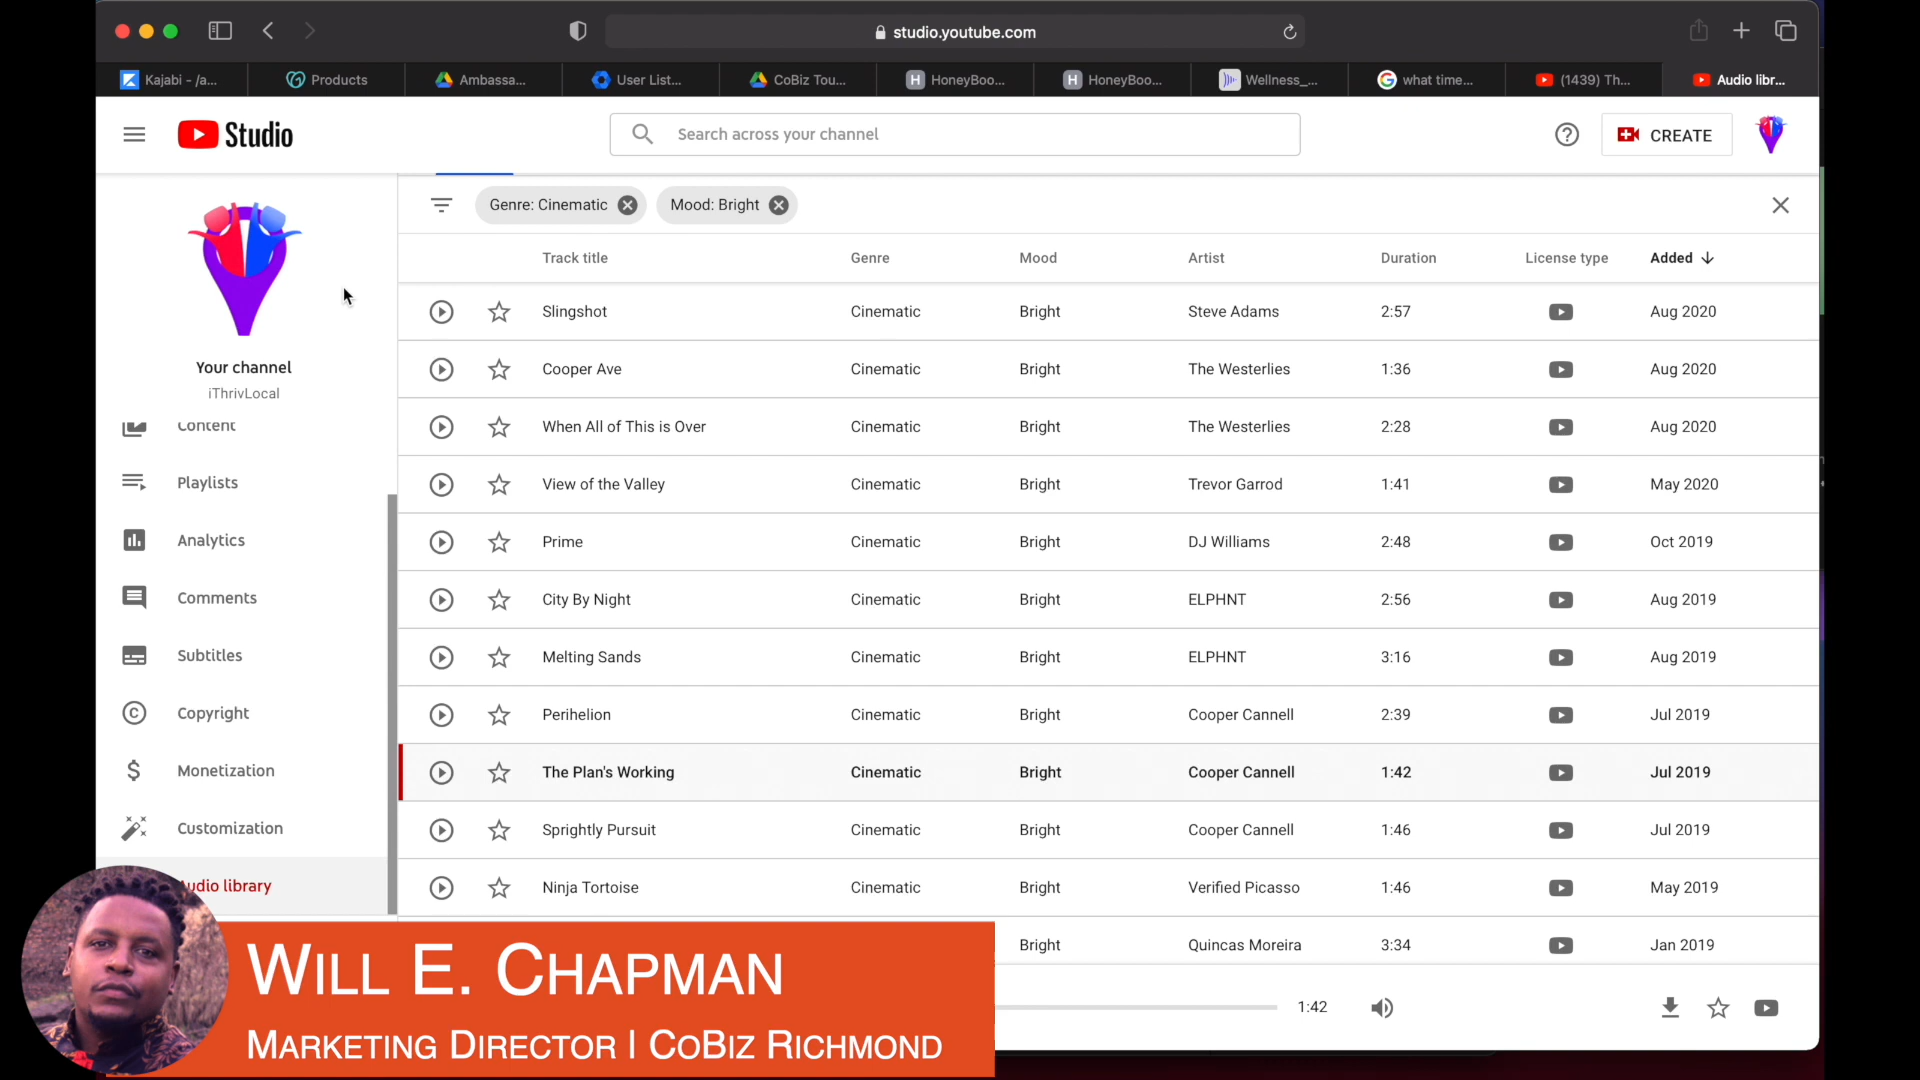 studio.youtube.com
Kajabi - /a...
Products
Ambassa...
User List...
CoBiz Tou...
HoneyBoo...
HoneyBoo...
Wellness_...
what time...
(1439) Th...
Audio libr...
Studio
Search across your channel
CREATE
Genre: Cinematic
Mood: Bright
Your channel
iThrivLocal
Content
Playlists
Analytics
Comments
Subtitles
Copyright
Monetization
Customization
udio library
Track title Genre Mood Artist Duration License type Added
Slingshot Cinematic Bright Steve Adams 2:57 Aug 2020
Cooper Ave Cinematic Bright The Westerlies 1:36 Aug 2020
When All of This is Over Cinematic Bright The Westerlies 2:28 Aug 2020
View of the Valley Cinematic Bright Trevor Garrod 1:41 May 2020
Prime Cinematic Bright DJ Williams 2:48 Oct 2019
City By Night Cinematic Bright ELPHNT 2:56 Aug 2019
Melting Sands Cinematic Bright ELPHNT 3:16 Aug 2019
Perihelion Cinematic Bright Cooper Cannell 2:39 Jul 2019
The Plan's Working Cinematic Bright Cooper Cannell 1:42 Jul 2019
Sprightly Pursuit Cinematic Bright Cooper Cannell 1:46 Jul 2019
Ninja Tortoise Cinematic Bright Verified Picasso 1:46 May 2019
Bright Quincas Moreira 3:34 Jan 2019
1:42
WILL E. CHAPMAN
MARKETING DIRECTOR | COBIZ RICHMOND